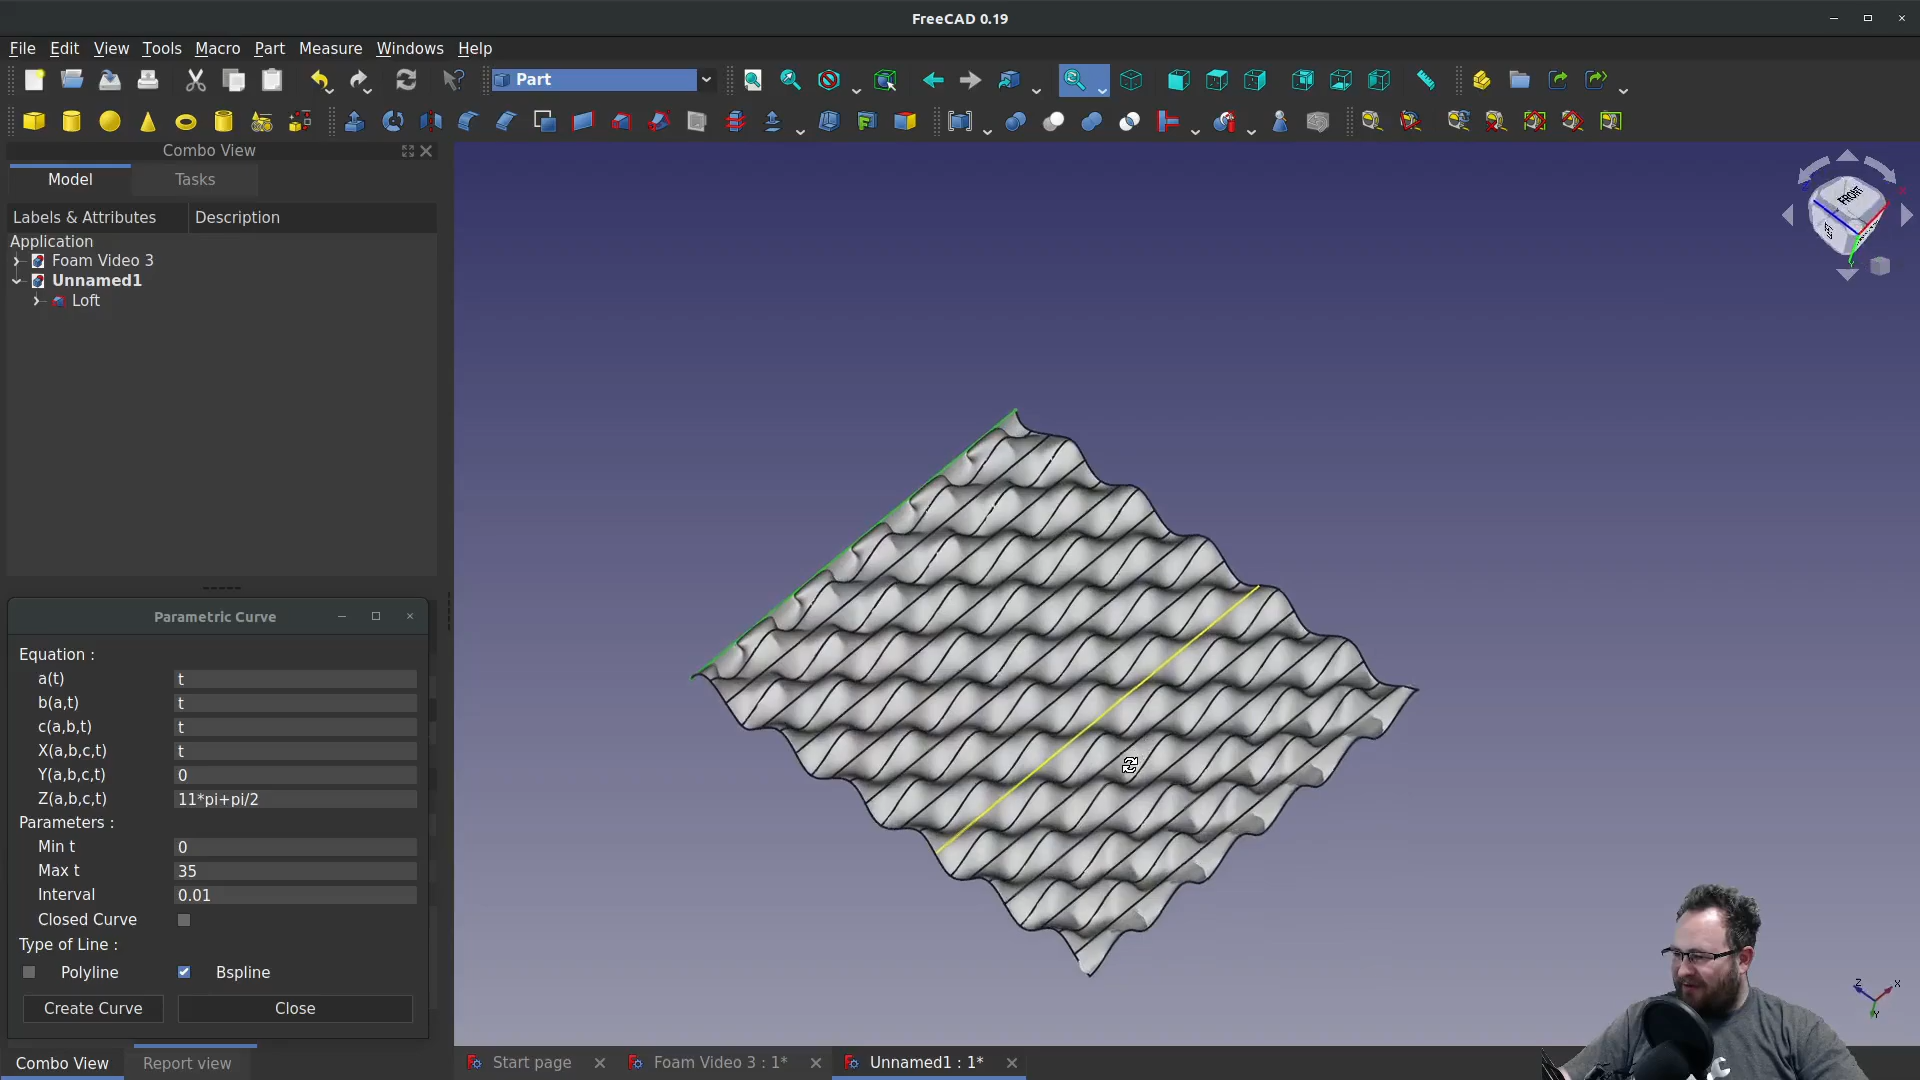 FreeCAD 0.19
File Edit View Tools Macro Part Measure Windows Help
Part
Combo View
Model Tasks
Labels & Attributes Description
Application
Foam Video 3
Unnamed1
Loft
Parametric Curve
Equation :
a(t) t
b(a,t) t
c(a,b,t) t
X(a,b,c,t) t
Y(a,b,c,t) 0
Z(a,b,c,t) 11*pi+pi/2
Parameters :
Min t 0
Max t 35
Interval 0.01
Closed Curve
Type of Line :
Polyline Bspline
Create Curve Close
Combo View Report view
Start page Foam Video 3 : 1* Unnamed1 : 1*
FRONT
Z X
Y